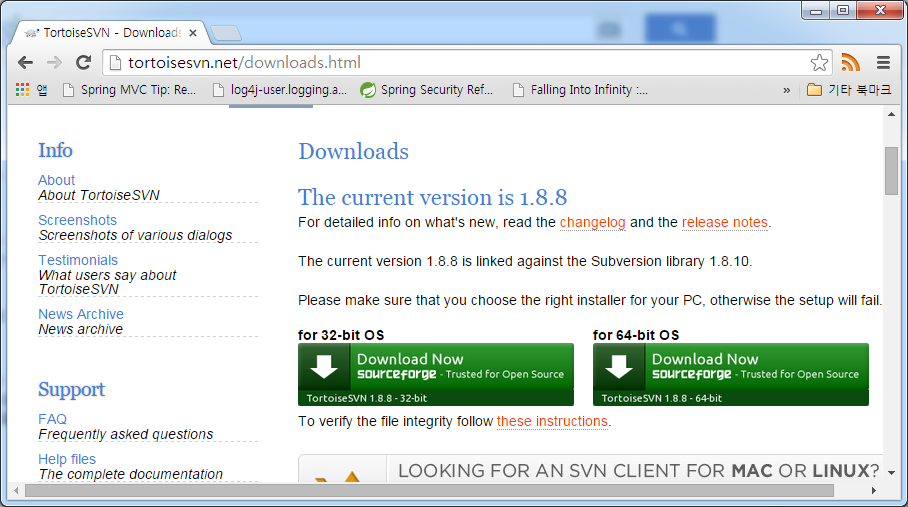 TortoiseSVN - Downloads
tortoisesvn.net/downloads.html
앱
Spring MVC Tip: Re...
log4j-user.logging.a...
Spring Security Ref...
Falling Into Infinity :...
»
기타 북마크
Info
About
About TortoiseSVN
Screenshots
Screenshots of various dialogs
Testimonials
What users say about
TortoiseSVN
News Archive
News archive
Support
FAQ
Frequently asked questions
Help files
The complete documentation
Downloads
The current version is 1.8.8
For detailed info on what's new, read the changelog and the release notes.
The current version 1.8.8 is linked against the Subversion library 1.8.10.
Please make sure that you choose the right installer for your PC, otherwise the setup will fail.
for 32-bit OS
Download Now
sourceforge - Trusted for Open Source
TortoiseSVN 1.8.8 - 32-bit
for 64-bit OS
Download Now
sourceforge - Trusted for Open Source
TortoiseSVN 1.8.8 - 64-bit
To verify the file integrity follow these instructions.
LOOKING FOR AN SVN CLIENT FOR MAC OR LINUX?